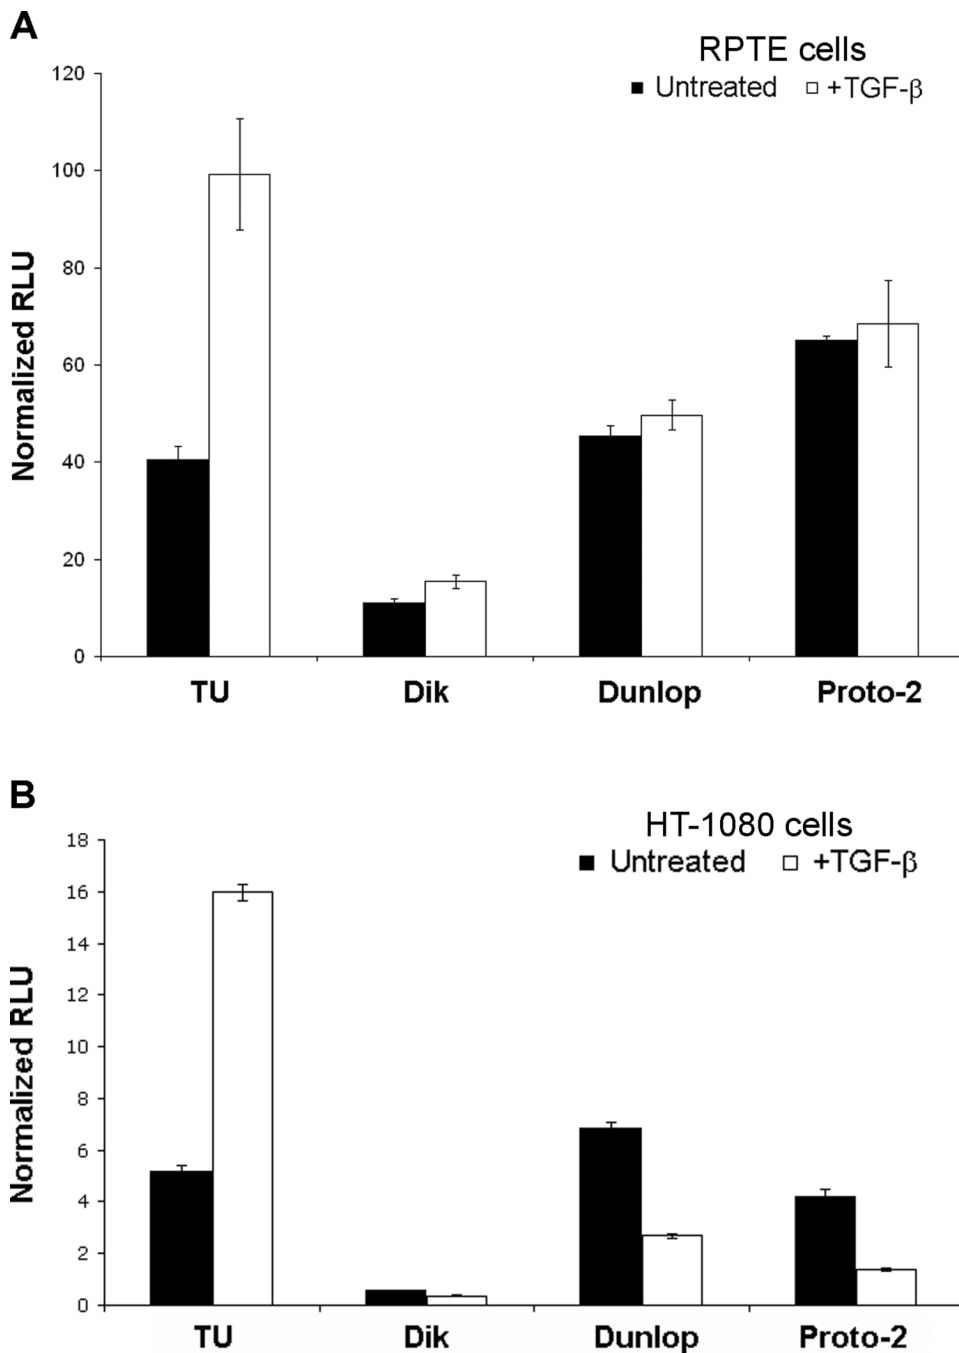 A
RPTE cells
Untreated +TGF-β
120
100
80
60
40
20
0
Normalized RLU
TU Dik Dunlop Proto-2
B
HT-1080 cells
Untreated +TGF-β
18
16
14
12
10
8
6
4
2
0
Normalized RLU
TU Dik Dunlop Proto-2